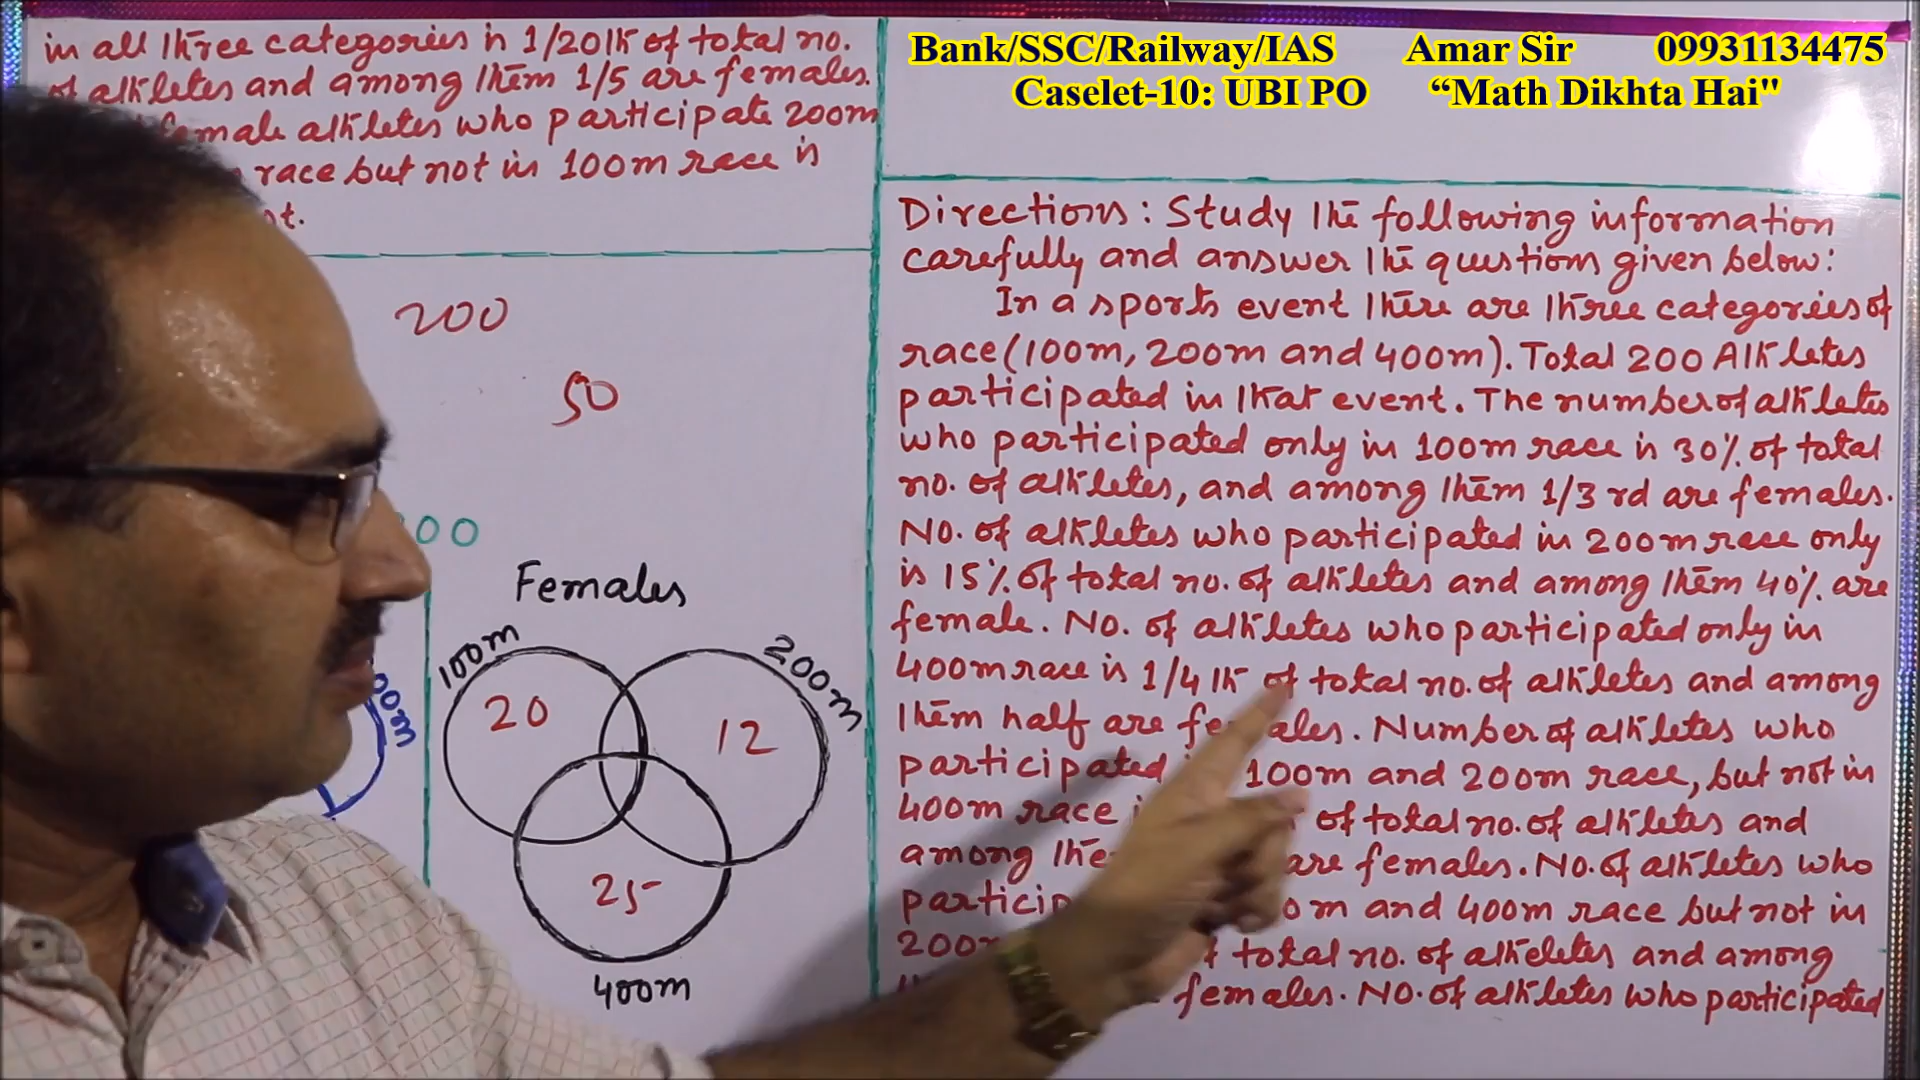 Bank/SSC/Railway/IAS Amar Sir 09931134475
Caselet-10: UBI PO “Math Dikhta Hai"
in all three categories is 1/20th of total no.
of athletes and among them 1/5 are females.
female athletes who participate 200m
race but not in 100m race is
200
50
00
Females
100m
200m
20
12
25
400m
00m
Directions: Study the following information
carefully and answer the questions given below:
In a sports event there are three categories of
race (100m, 200m and 400m). Total 200 Athletes
participated in that event. The number of athletes
who participated only in 100m race is 30% of total
no. of athletes, and among them 1/3 rd are females.
No. of athletes who participated in 200m race only
is 15% of total no. of athletes and among them 40% are
female. No. of athletes who participated only in
400m race is 1/4 th of total no. of athletes and among
them half are females. Number of athletes who
participated 100m and 200m race, but not in
400m race of total no. of athletes and
among are females. No. of athletes who
0m and 400m race but not in
total no. of atheletes and among
females. No. of athletes who participated